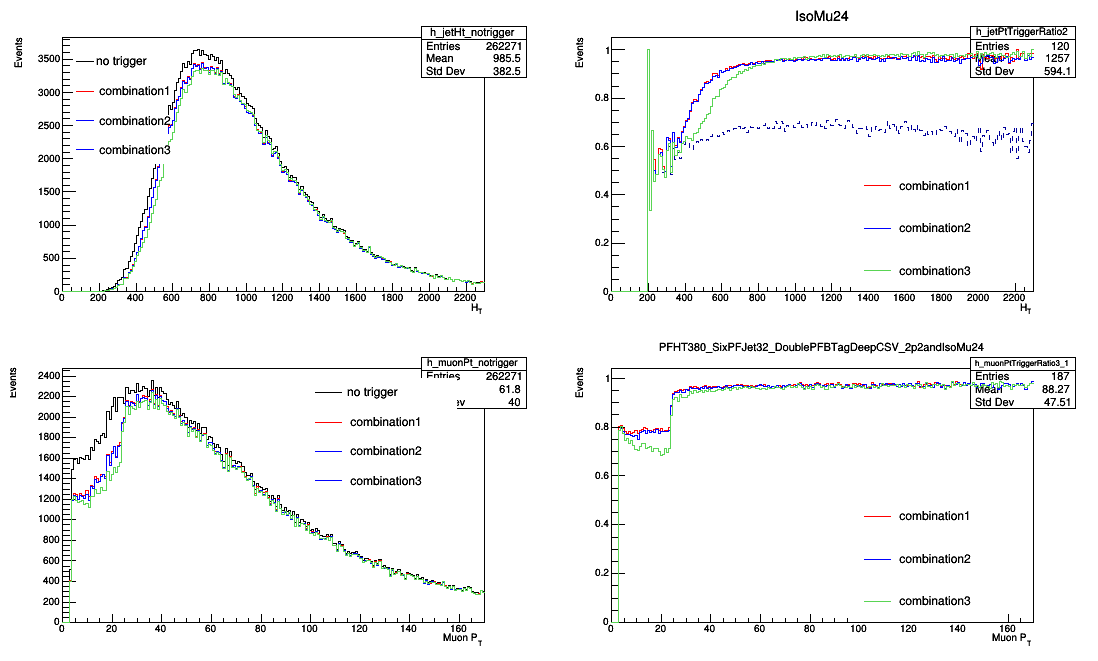 h_jetHt_notrigger
Entries 262271
Mean 985.5
Std Dev 382.5
Events
3500
3000
2500
2000
1500
1000
500
0
no trigger
combination1
combination2
combination3
0 200 400 600 800 1000 1200 1400 1600 1800 2000 2200
H_T
IsoMu24
h_jetPtTriggerRatio2
Entries 120
1257
Std Dev 594.1
Events
1
0.8
0.6
0.4
0.2
0
combination1
combination2
combination3
0 200 400 600 800 1000 1200 1400 1600 1800 2000 2200
H_T
h_muonPt_notrigger
Entries 262271
61.8
40
Events
2400
2200
2000
1800
1600
1400
1200
1000
800
600
400
200
0
no trigger
combination1
combination2
combination3
0 20 40 60 80 100 120 140 160
Muon P_T
PFHT380_SixPFJet32_DoublePFBTagDeepCSV_2p2andIsoMu24
h_muonPtTriggerRatio3_1
Entries 187
Mean 88.27
Std Dev 47.51
Events
1
0.8
0.6
0.4
0.2
0
combination1
combination2
combination3
0 20 40 60 80 100 120 140 160
Muon P_T